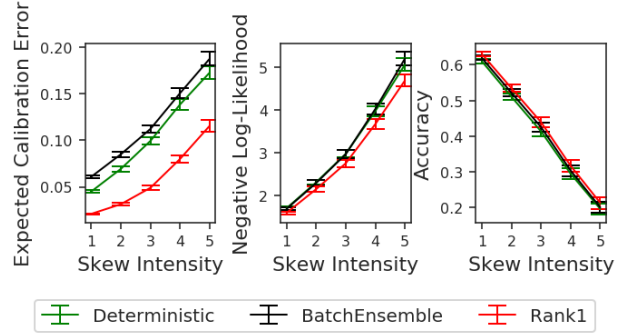 Expected Calibration Error
0.20
0.15
0.10
0.05
1 2 3 4 5
Skew Intensity
Negative Log-Likelihood
5
4
3
2
1 2 3 4 5
Skew Intensity
Accuracy
0.6
0.5
0.4
0.3
0.2
1 2 3 4 5
Skew Intensity
Deterministic BatchEnsemble Rank1